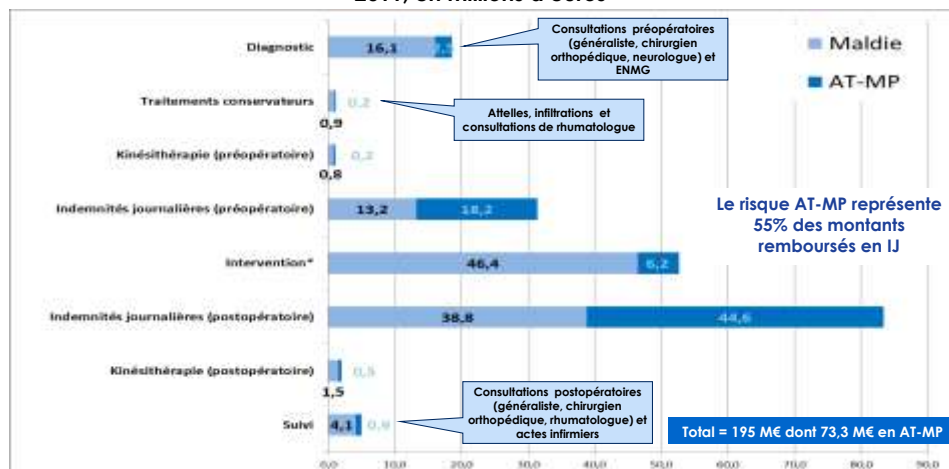 2011, en millions d'euros
Diagnostic
16,1
Consultations préopératoires
(généraliste, chirurgien
orthopédique, neurologue) et
ENMG
Maldie
AT-MP
Traitements conservateurs
0,2
0,9
Attelles, infiltrations et
consultations de rhumatologue
Kinésithérapie (préopératoire)
0,2
0,8
Indemnités journalières (préopératoire)
13,2
18,2
Le risque AT-MP représente
55% des montants
remboursés en IJ
Intervention*
46,4
6,2
Indemnités journalières (postopératoire)
38,8
44,6
Kinésithérapie (postopératoire)
0,5
1,5
Consultations postopératoires
(généraliste, chirurgien
orthopédique, rhumatologue) et
actes infirmiers
Suivi
4,1
0,9
Total = 195 M€ dont 73,3 M€ en AT-MP
0,0 10,0 20,0 30,0 40,0 50,0 60,0 70,0 80,0 90,0